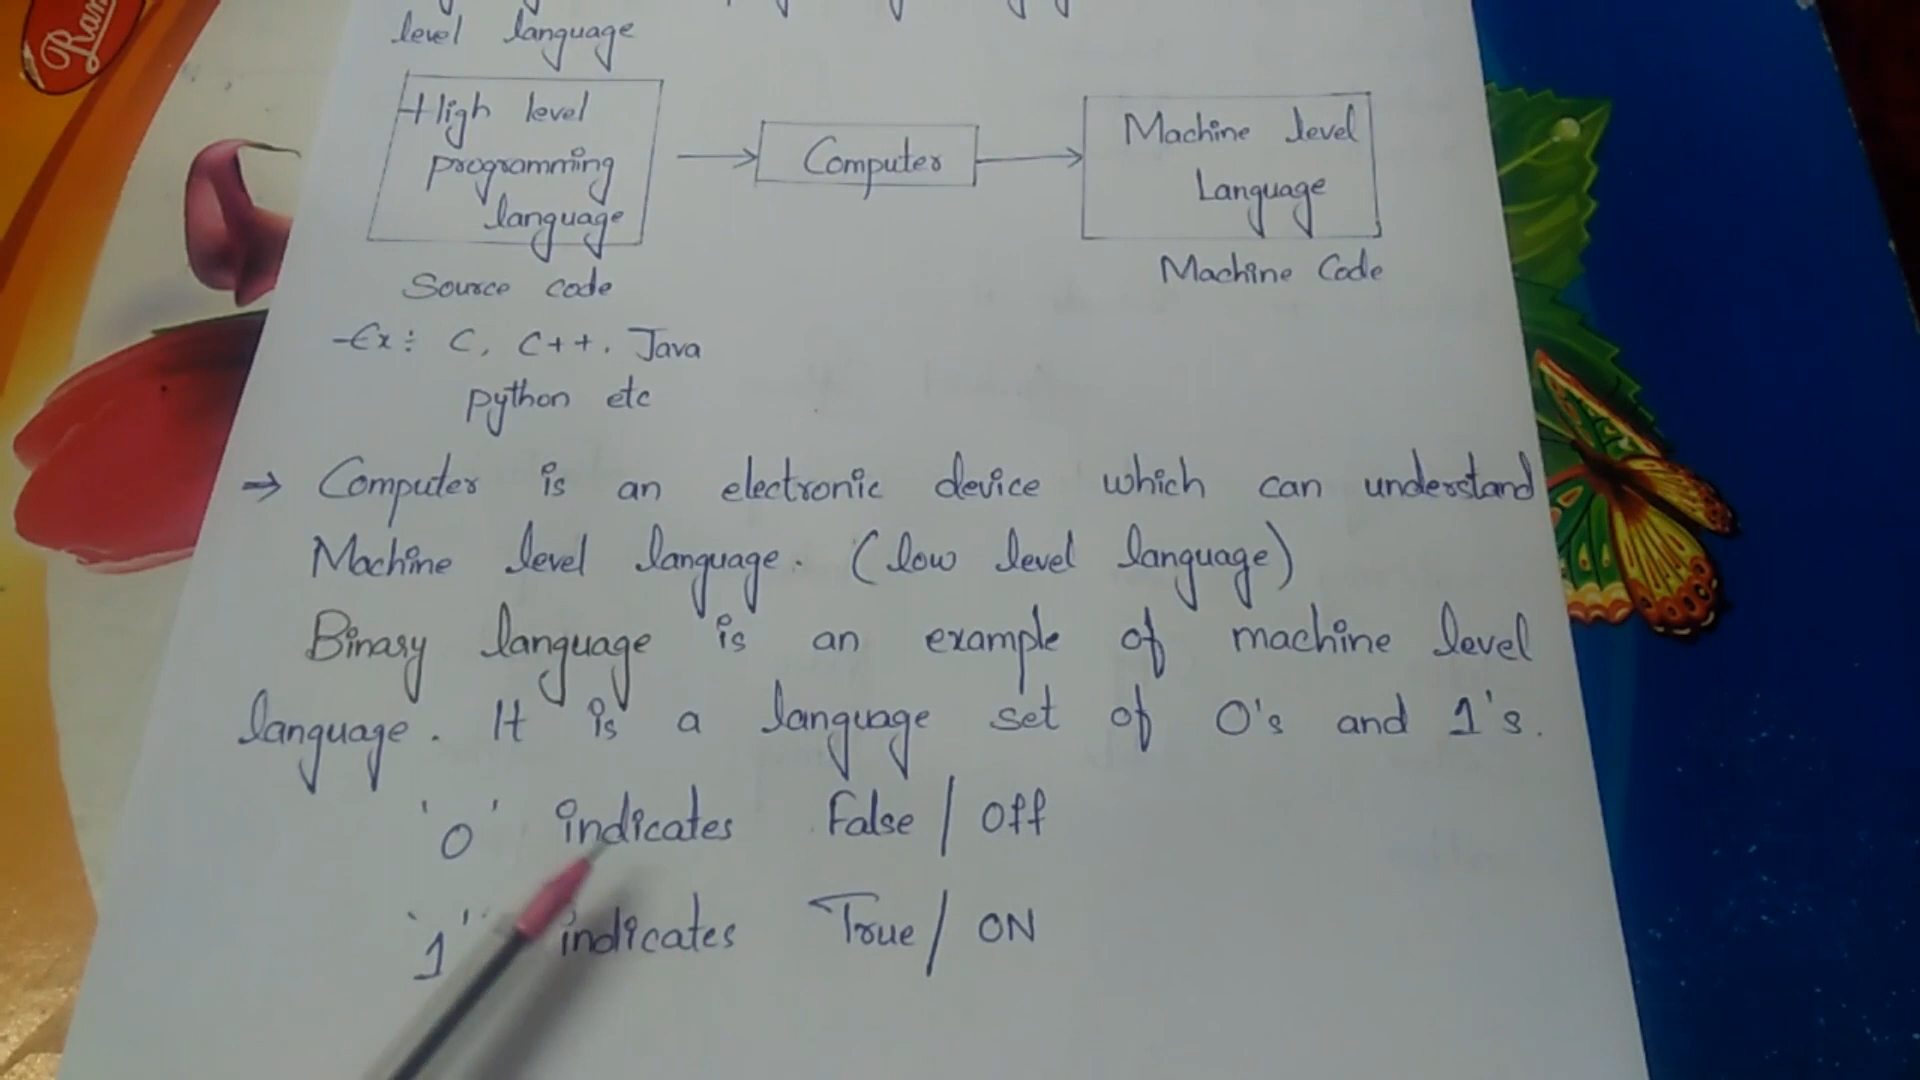 level language
High level
programming
language
Computer
Machine level
Language
Source code
Machine Code
Ex: C, C++, Java
python etc
→ Computer is an electronic device which can understand
Machine level language. (low level language)
Binary language is an example of machine level
language. It is a language set of 0's and 1's.
'0' indicates False / Off
'1' indicates True / ON